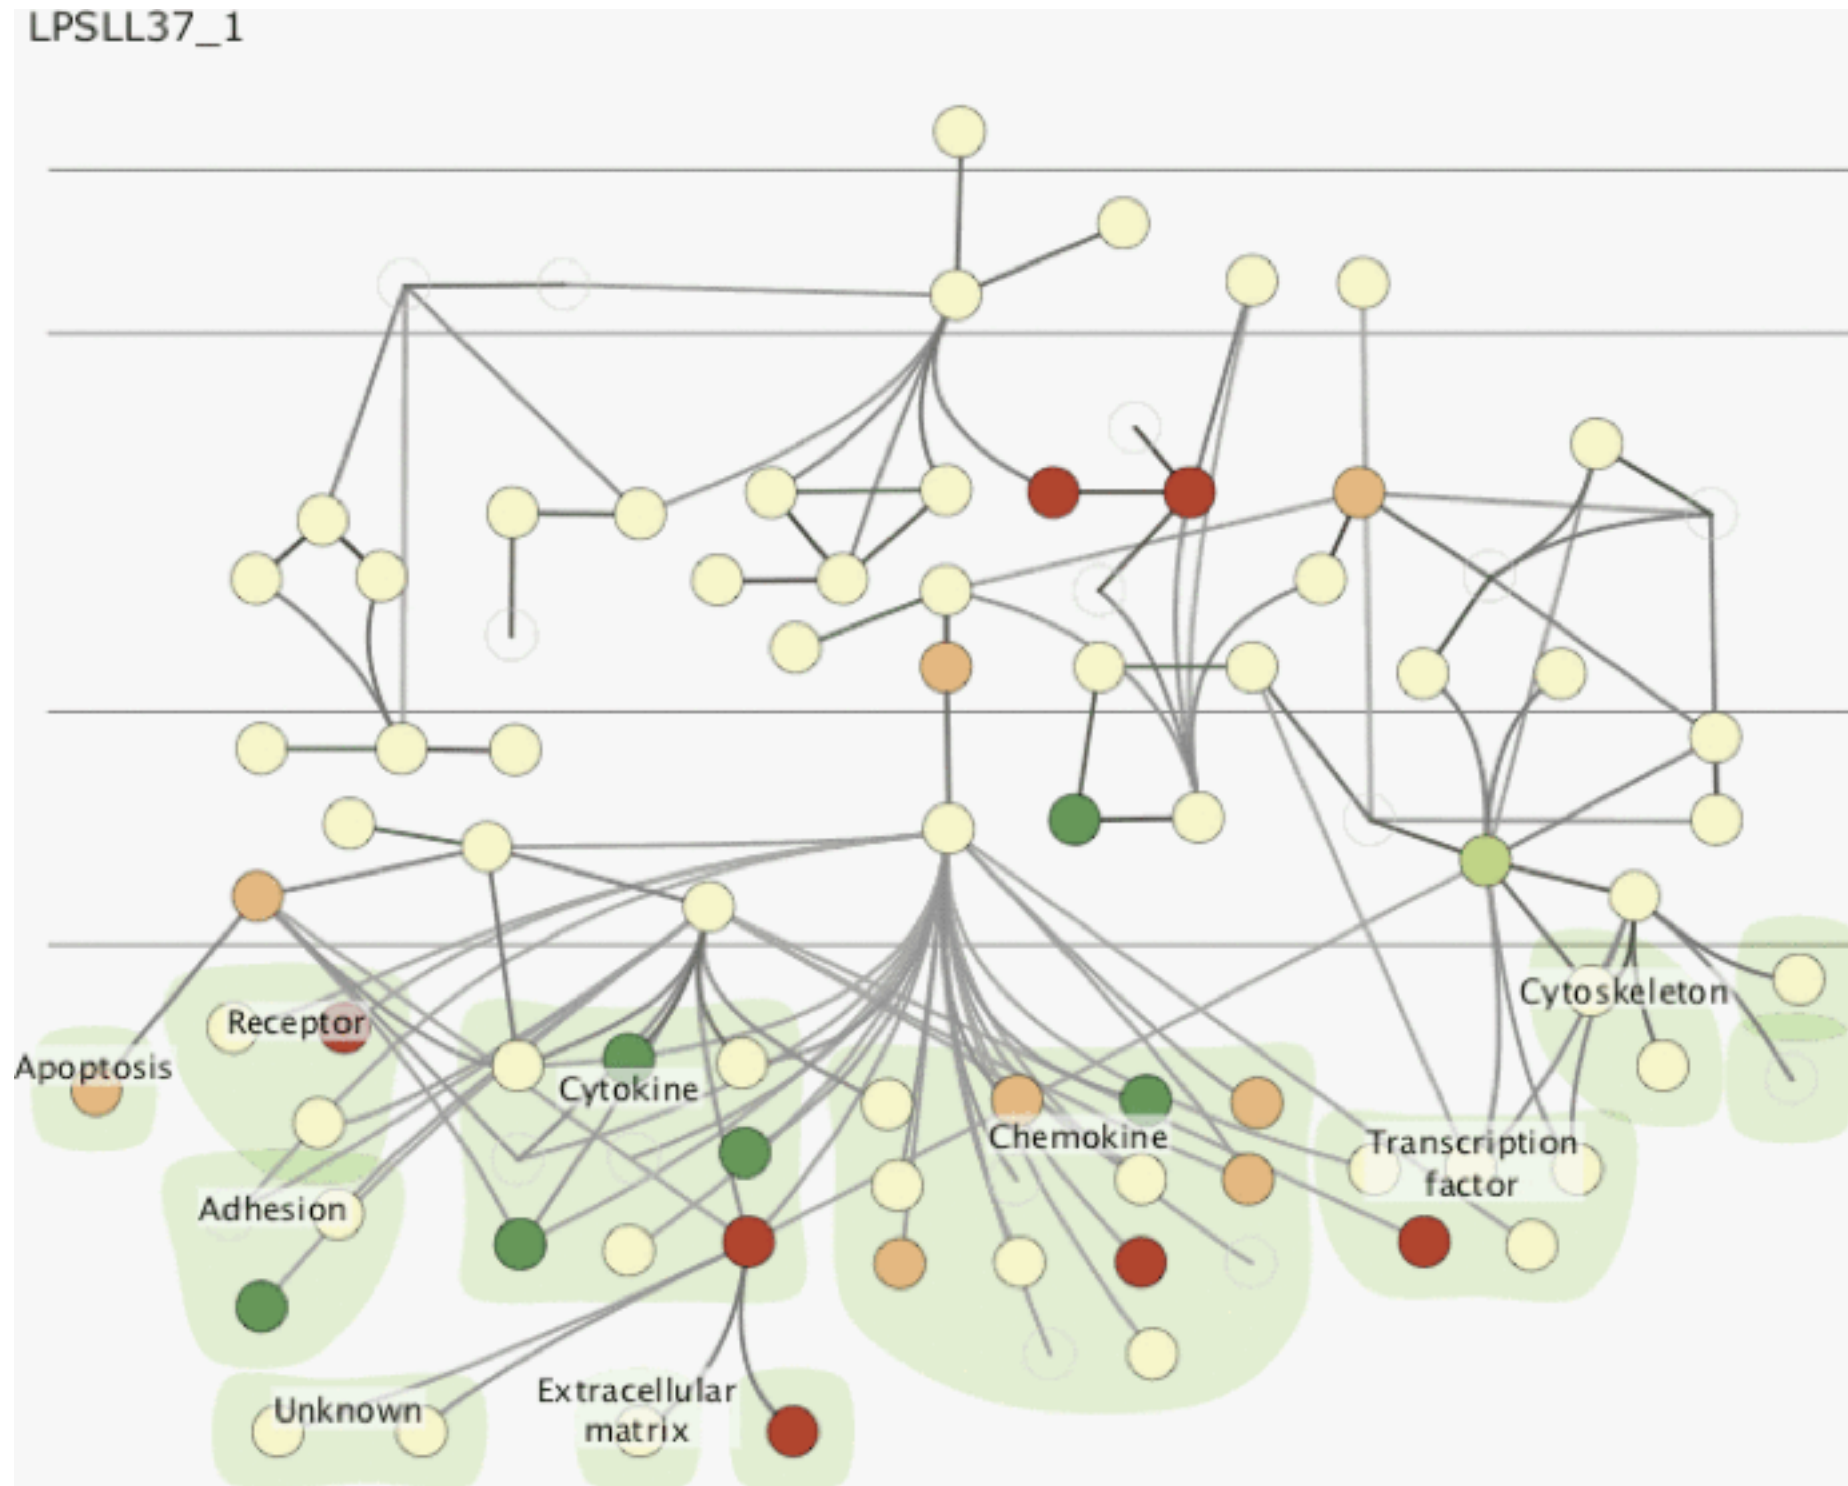 LPSLL37_1
Cytoskeleton
Receptor
Apoptosis
Cytokine
Chemokine
Transcription
factor
Adhesion
Extracellular
matrix
Unknown